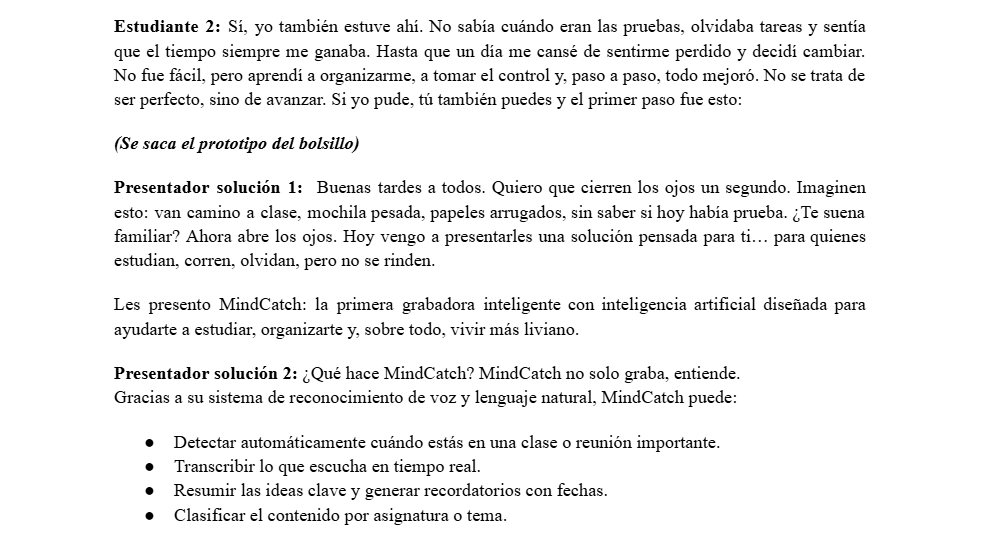 Estudiante 2: Sí, yo también estuve ahí. No sabía cuándo eran las pruebas, olvidaba tareas y sentía
que el tiempo siempre me ganaba. Hasta que un día me cansé de sentirme perdido y decidí cambiar.
No fue fácil, pero aprendí a organizarme, a tomar el control y, paso a paso, todo mejoró. No se trata de
ser perfecto, sino de avanzar. Si yo pude, tú también puedes y el primer paso fue esto:
(Se saca el prototipo del bolsillo)
Presentador solución 1: Buenas tardes a todos. Quiero que cierren los ojos un segundo. Imaginen
esto: van camino a clase, mochila pesada, papeles arrugados, sin saber si hoy había prueba. ¿Te suena
familiar? Ahora abre los ojos. Hoy vengo a presentarles una solución pensada para ti… para quienes
estudian, corren, olvidan, pero no se rinden.
Les presento MindCatch: la primera grabadora inteligente con inteligencia artificial diseñada para
ayudarte a estudiar, organizarte y, sobre todo, vivir más liviano.
Presentador solución 2: ¿Qué hace MindCatch? MindCatch no solo graba, entiende.
Gracias a su sistema de reconocimiento de voz y lenguaje natural, MindCatch puede:
● Detectar automáticamente cuándo estás en una clase o reunión importante.
● Transcribir lo que escucha en tiempo real.
● Resumir las ideas clave y generar recordatorios con fechas.
● Clasificar el contenido por asignatura o tema.